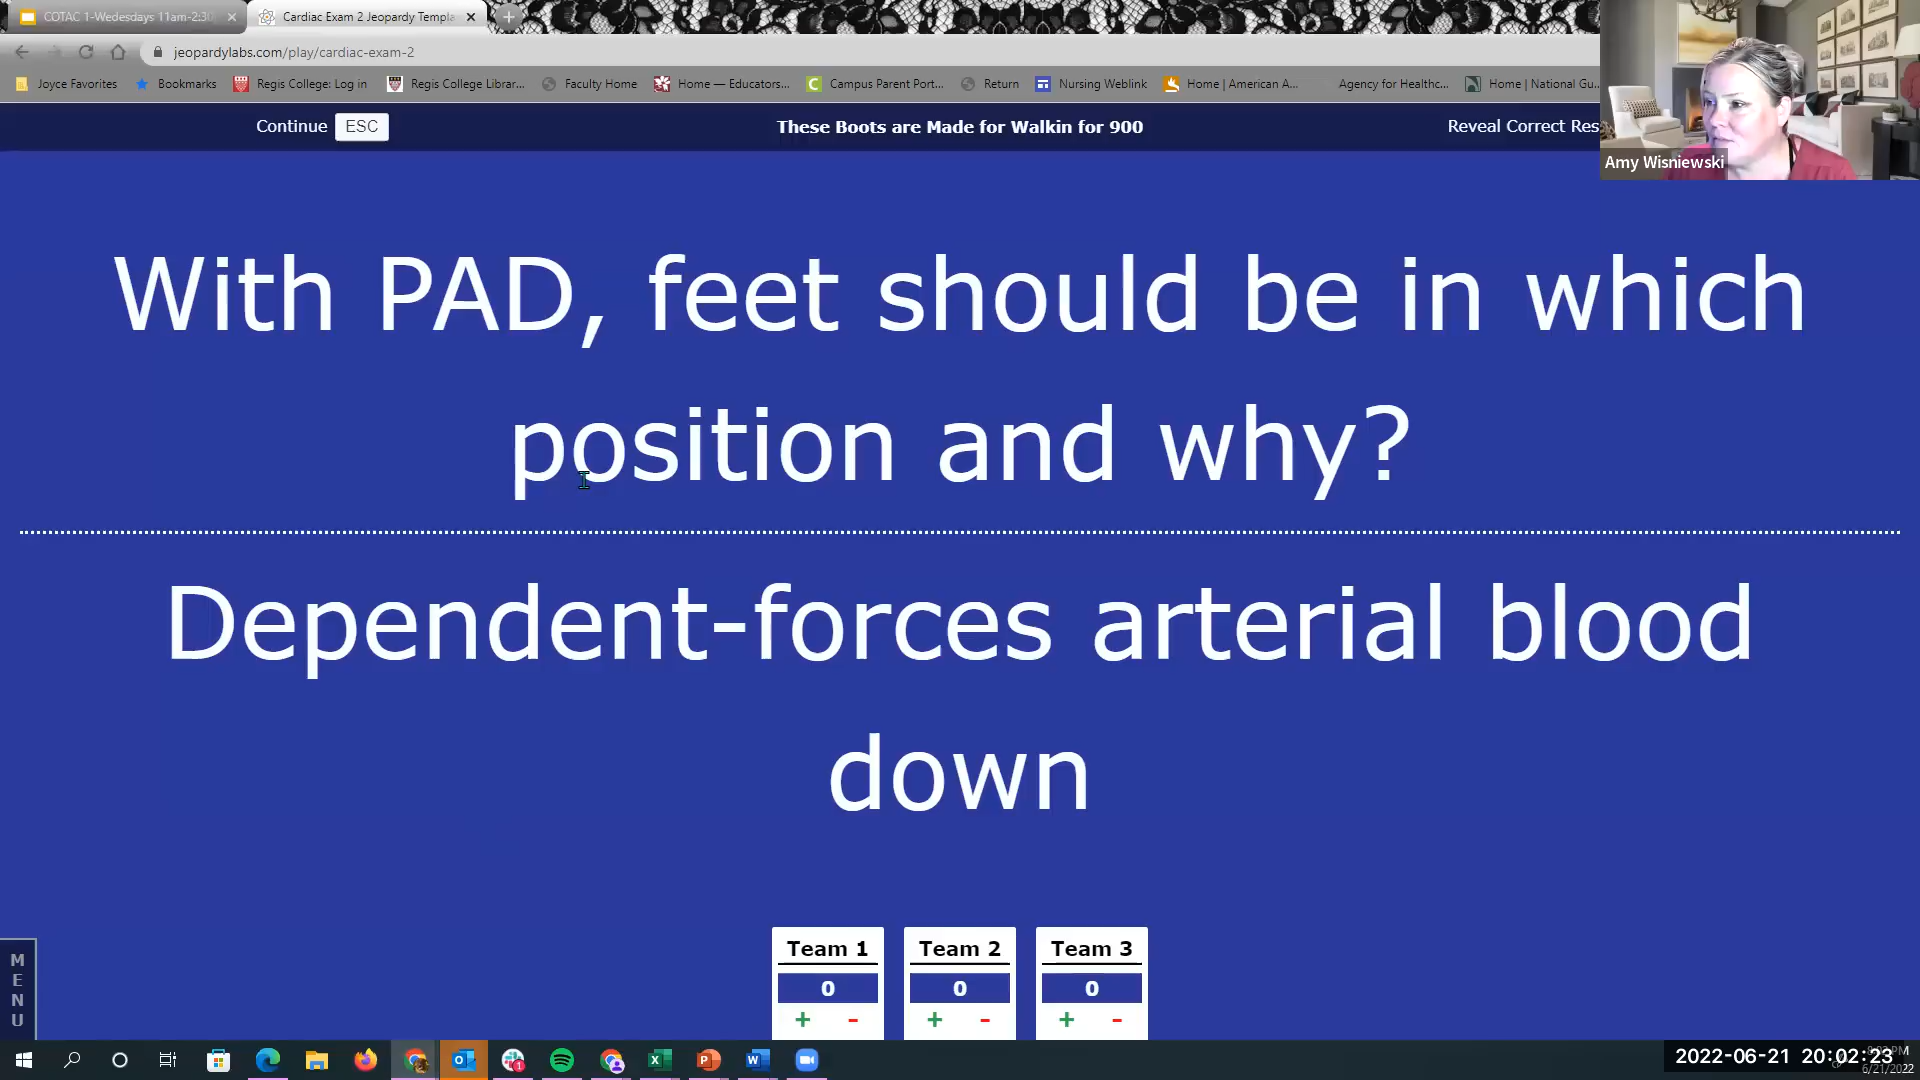 COTAC 1-Wedesdays 11am-2:30
Cardiac Exam 2 Jeopardy Templa
jeopardylabs.com/play/cardiac-exam-2
Joyce Favorites
Bookmarks
Regis College: Log in
Regis College Librar...
Faculty Home
Home — Educators...
Campus Parent Port...
Return
Nursing Weblink
Home | American A...
Agency for Healthc...
Home | National Gu...
Continue ESC
These Boots are Made for Walkin for 900
Reveal Correct Res
Amy Wisniewski
With PAD, feet should be in which
position and why?
Dependent-forces arterial blood
down
MENU
Team 1 Team 2 Team 3
0 0 0
+ - + - + -
2022-06-21 20:02:23
6/21/2022